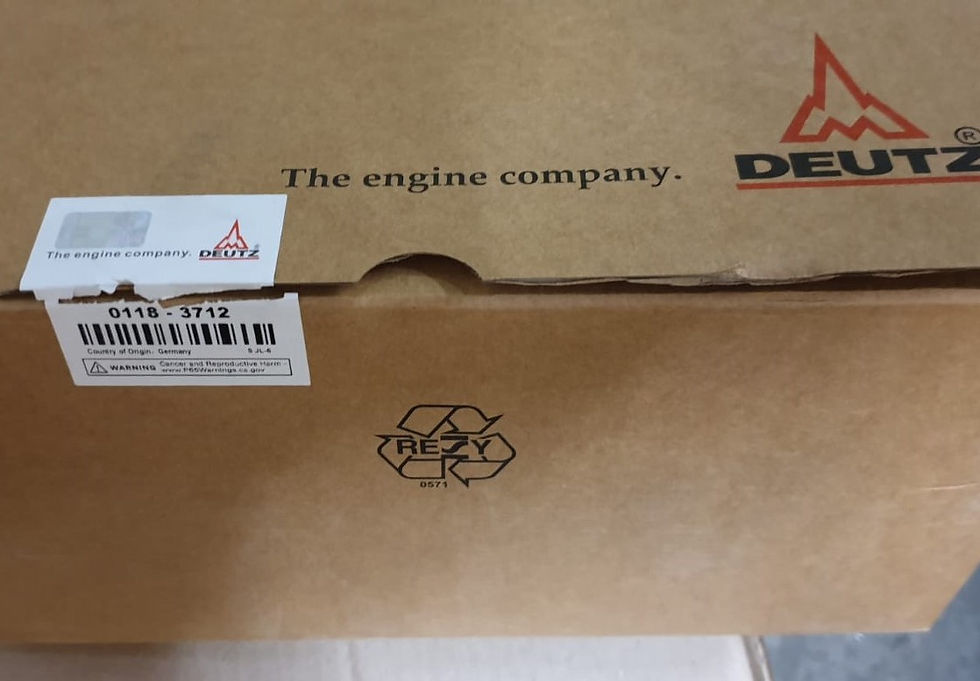 The engine company.
DEUTZ®
The engine company. DEUTZ®
0118 - 3712
Country of Origin: Germany
WARNING Cancer and Reproductive Harm -
www.P65Warnings.ca.gov
RESY
0571